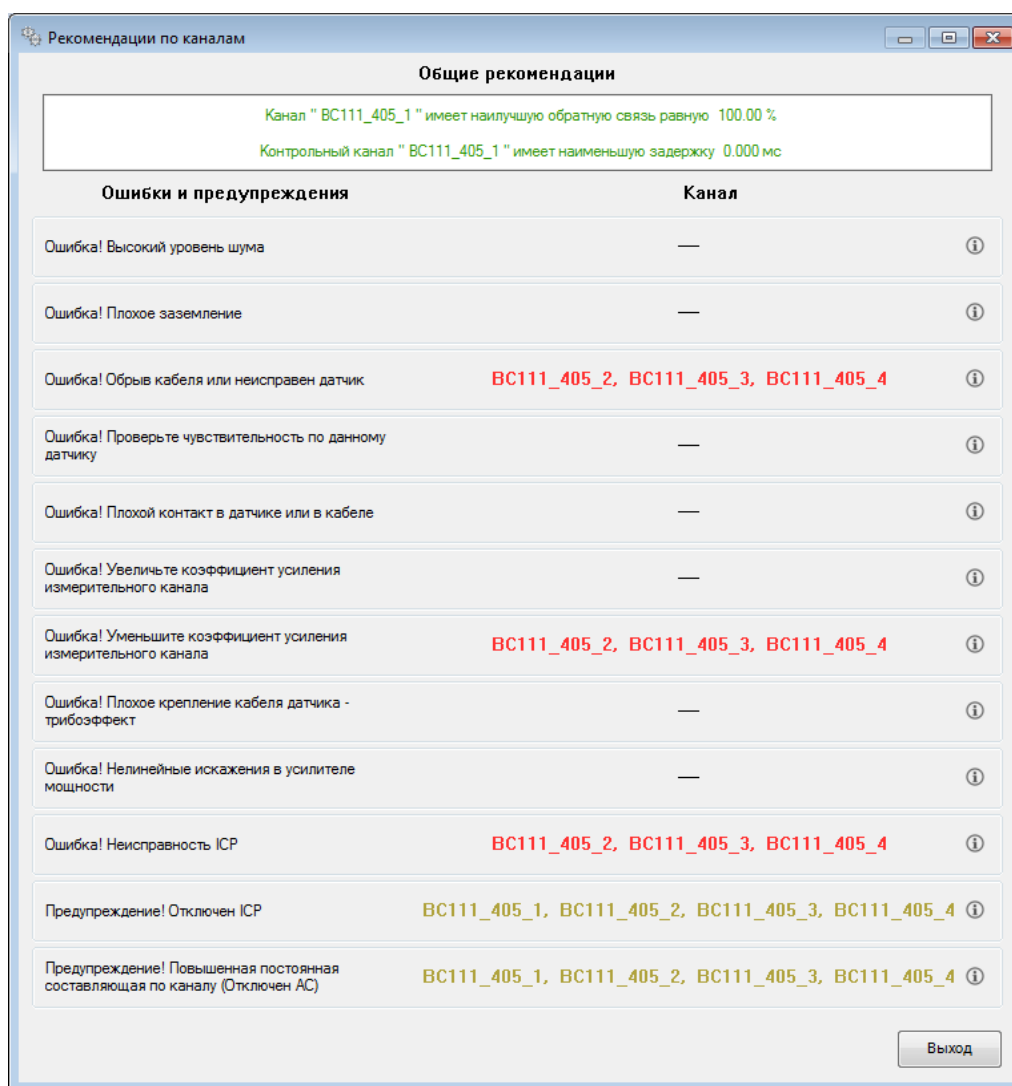 Рекомендации по каналам
Общие рекомендации
Канал " BC111_405_1 " имеет наилучшую обратную связь равную 100.00 %
Контрольный канал " BC111_405_1 " имеет наименьшую задержку 0.000 мс
Ошибки и предупреждения Канал
Ошибка! Высокий уровень шума —
Ошибка! Плохое заземление —
Ошибка! Обрыв кабеля или неисправен датчик BC111_405_2, BC111_405_3, BC111_405_4
Ошибка! Проверьте чувствительность по данному
датчику —
Ошибка! Плохой контакт в датчике или в кабеле —
Ошибка! Увеличьте коэффициент усиления
измерительного канала —
Ошибка! Уменьшите коэффициент усиления
измерительного канала BC111_405_2, BC111_405_3, BC111_405_4
Ошибка! Плохое крепление кабеля датчика -
трибоэффект —
Ошибка! Нелинейные искажения в усилителе
мощности —
Ошибка! Неисправность ICP BC111_405_2, BC111_405_3, BC111_405_4
Предупреждение! Отключен ICP BC111_405_1, BC111_405_2, BC111_405_3, BC111_405_4
Предупреждение! Повышенная постоянная
составляющая по каналу (Отключен AC) BC111_405_1, BC111_405_2, BC111_405_3, BC111_405_4
Выход